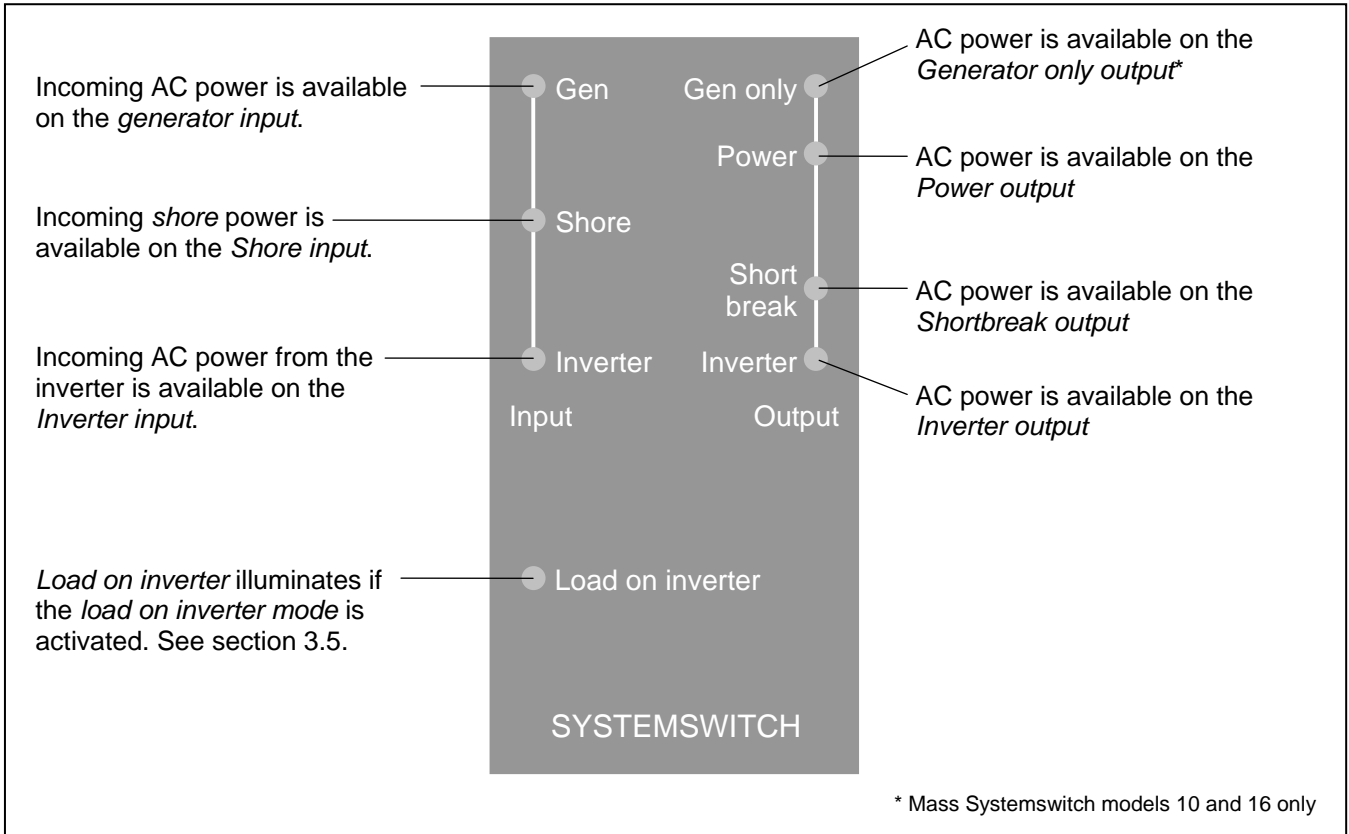 Incoming AC power is available
on the generator input.
Incoming shore power is
available on the Shore input.
Incoming AC power from the
inverter is available on the
Inverter input.
Load on inverter illuminates if
the load on inverter mode is
activated. See section 3.5.
Gen
Shore
Inverter
Input
Gen only
Power
Short
break
Inverter
Output
Load on inverter
SYSTEMSWITCH
AC power is available on the
Generator only output*
AC power is available on the
Power output
AC power is available on the
Shortbreak output
AC power is available on the
Inverter output
* Mass Systemswitch models 10 and 16 only